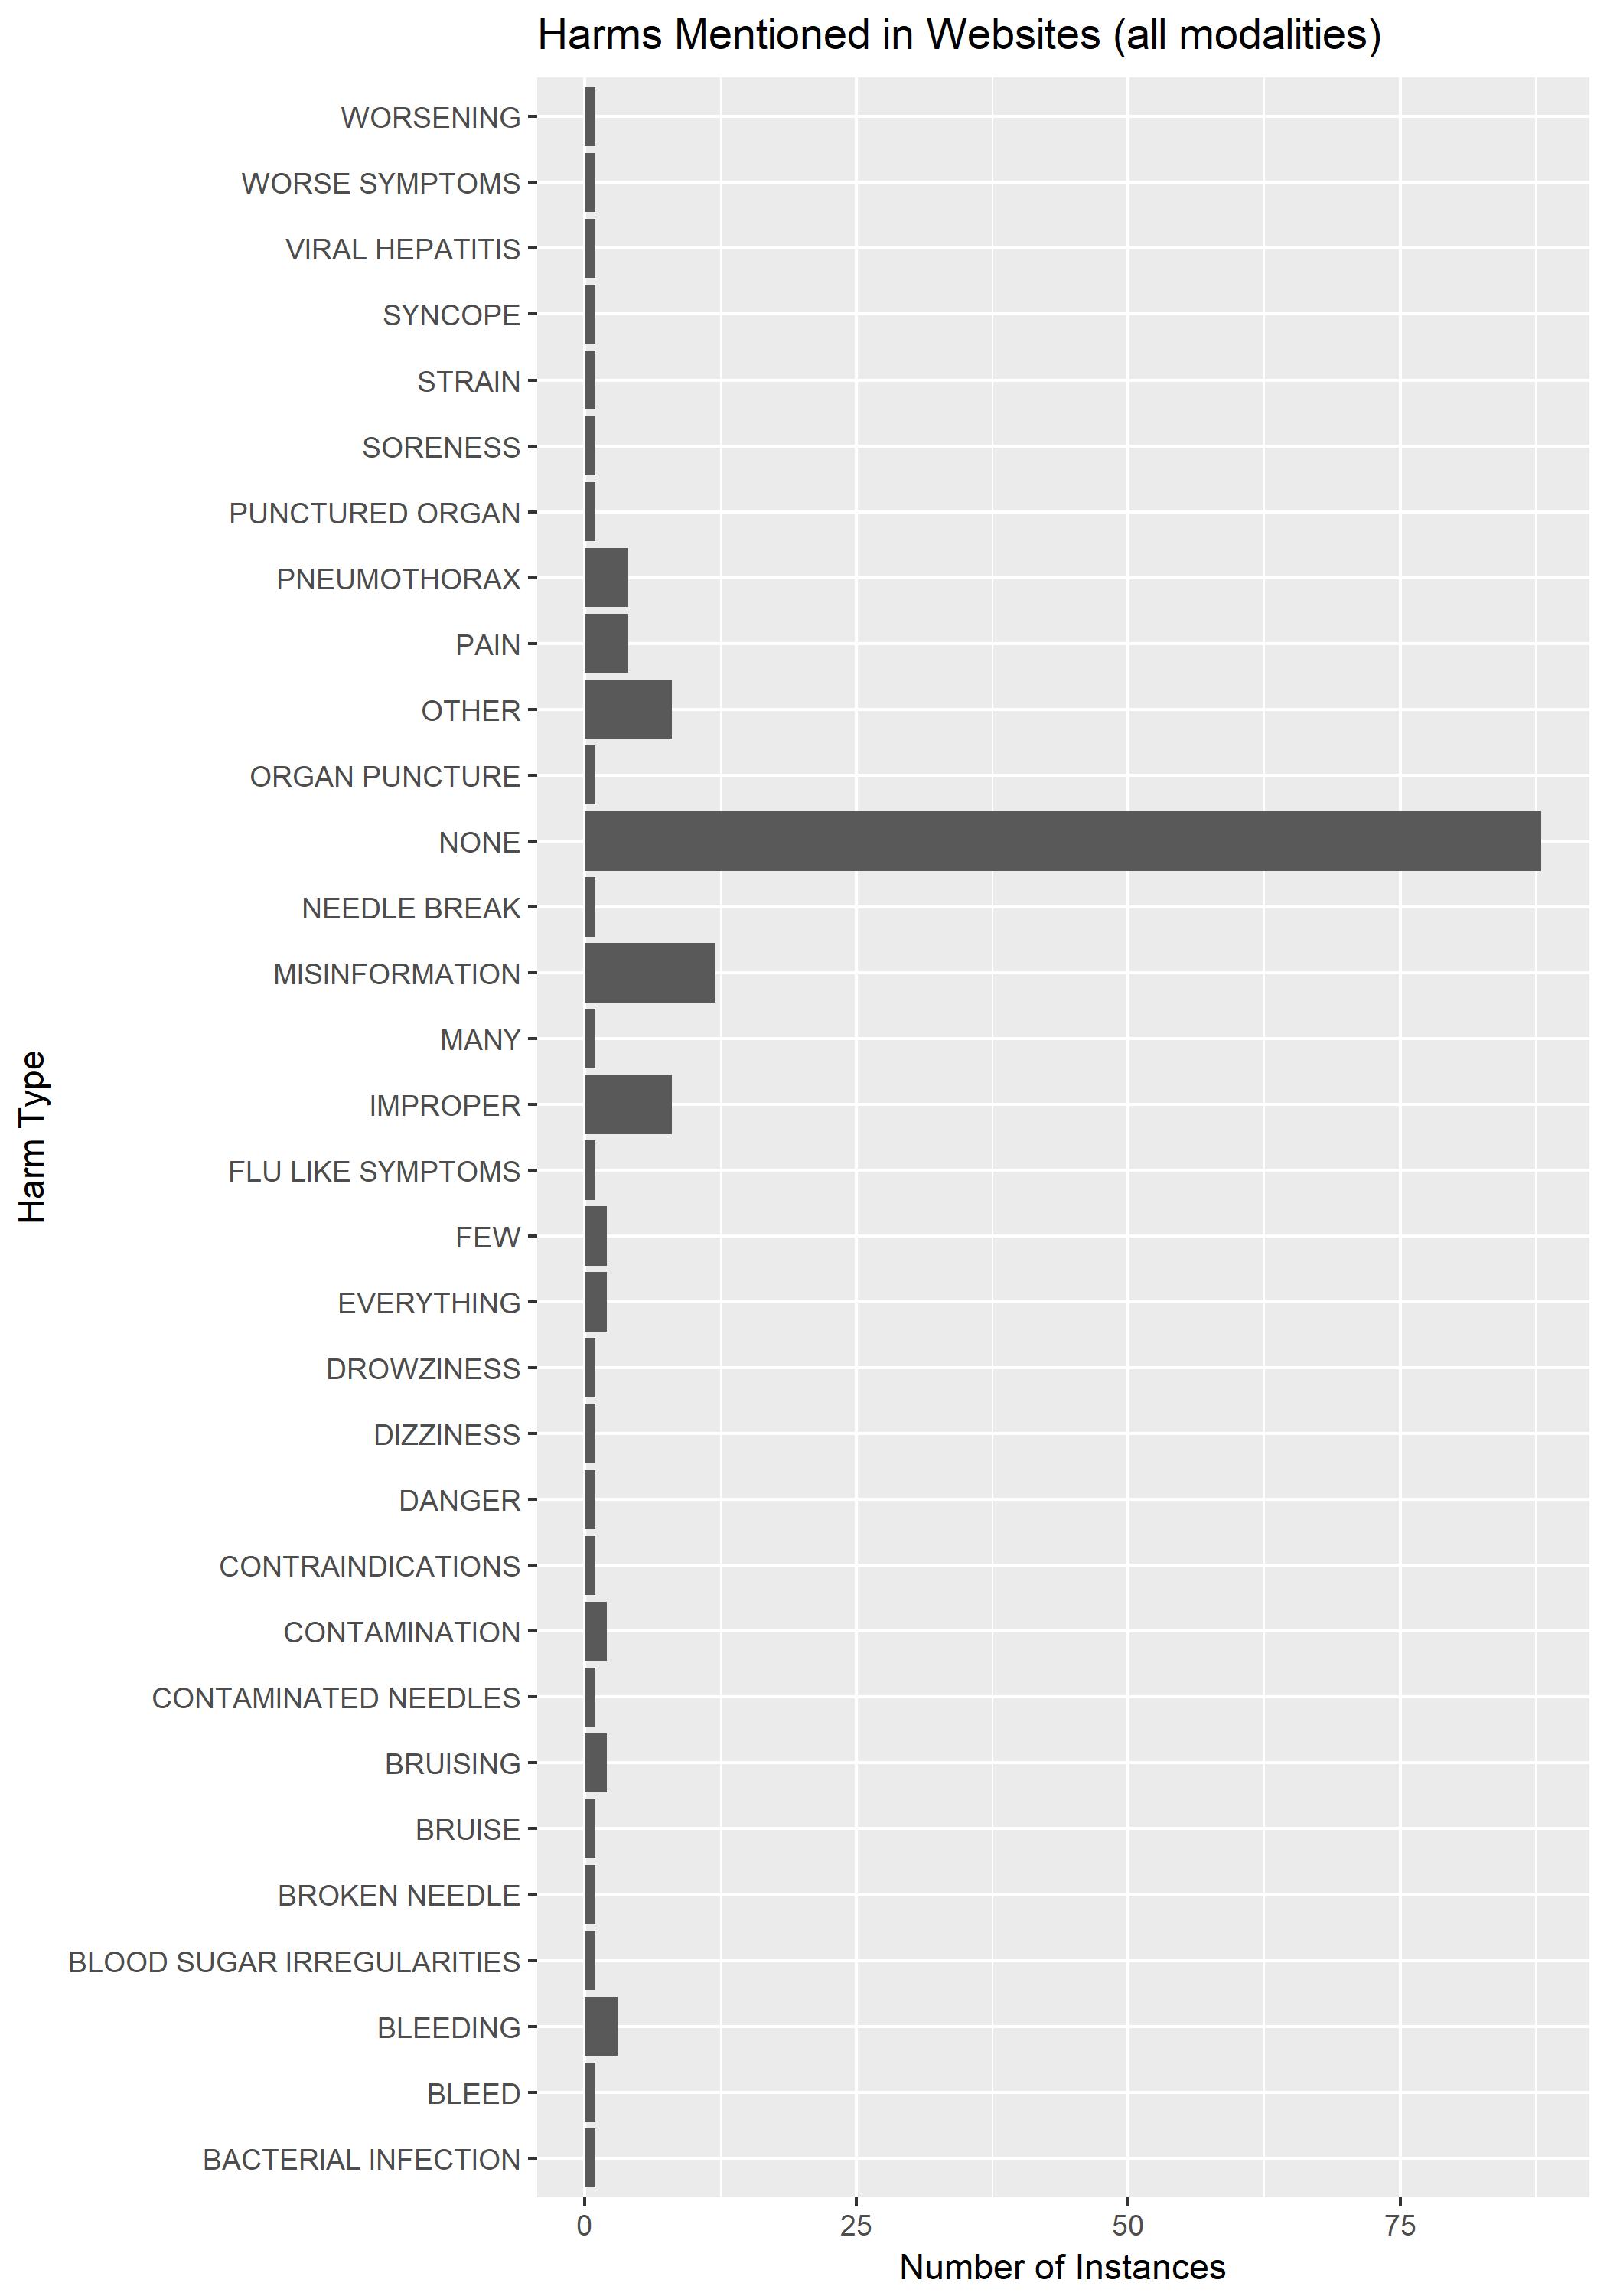 Harms Mentioned in Websites (all modalities)
WORSENING
WORSE SYMPTOMS
VIRAL HEPATITIS
SYNCOPE
STRAIN
SORENESS
PUNCTURED ORGAN
PNEUMOTHORAX
PAIN
OTHER
ORGAN PUNCTURE
NONE
NEEDLE BREAK
MISINFORMATION
MANY
IMPROPER
FLU LIKE SYMPTOMS
FEW
EVERYTHING
DROWZINESS
DIZZINESS
DANGER
CONTRAINDICATIONS
CONTAMINATION
CONTAMINATED NEEDLES
BRUISING
BRUISE
BROKEN NEEDLE
BLOOD SUGAR IRREGULARITIES
BLEEDING
BLEED
BACTERIAL INFECTION
Harm Type
0 25 50 75
Number of Instances